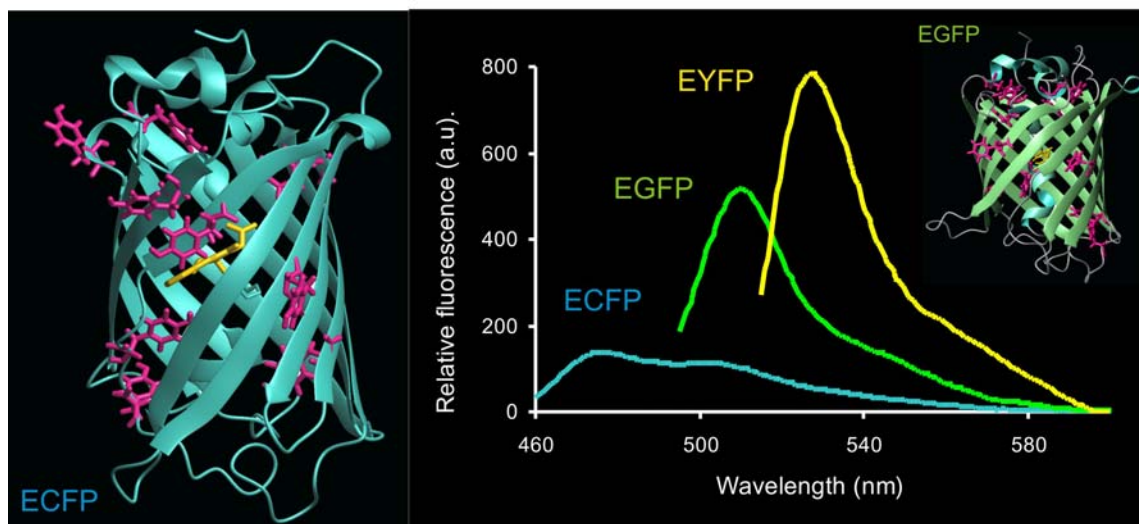 ECFP
EGFP
EYFP
EGFP
ECFP
800
600
400
200
0
460
500
540
580
Relative fluorescence (a.u).
Wavelength (nm)